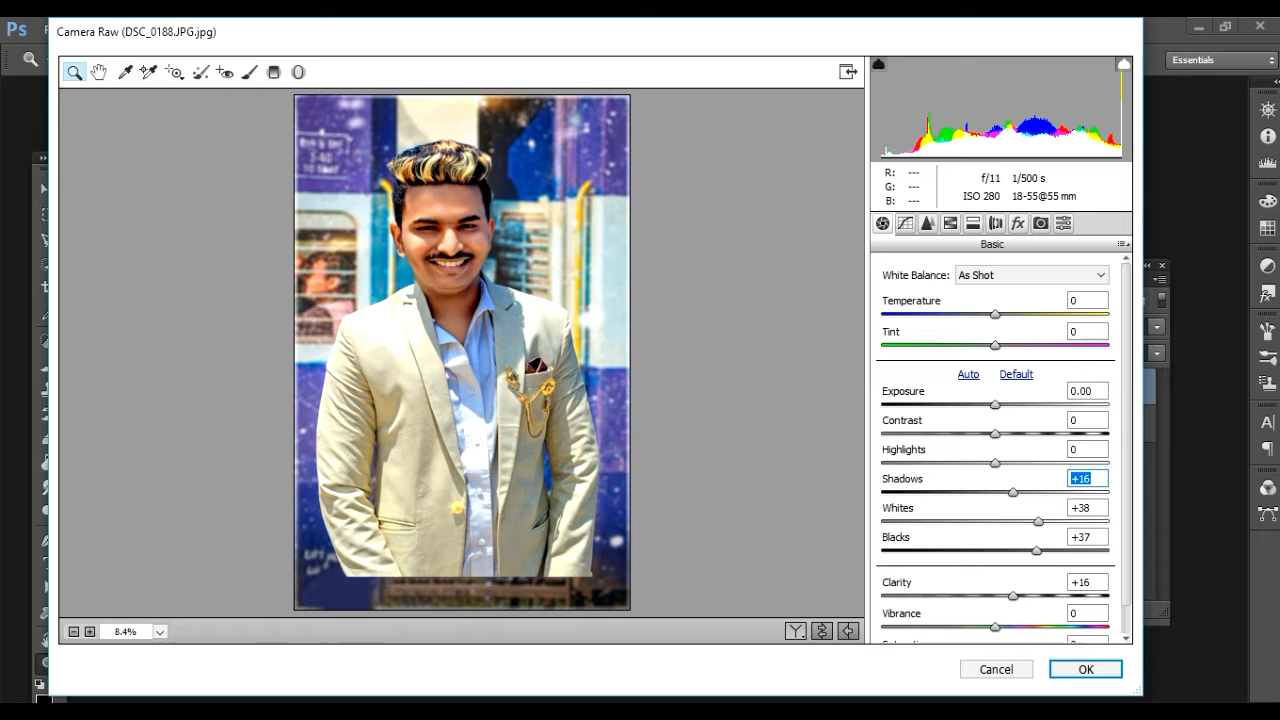 Ps
F
Camera Raw (DSC_0188.JPG.jpg)
Essentials
R: ---
G: ---
B: ---
f/11 1/500 s
ISO 280 18-55@55 mm
fx
Basic
White Balance: As Shot
Temperature 0
Tint 0
Auto Default
Exposure 0.00
Contrast 0
Highlights 0
Shadows +16
Whites +38
Blacks +37
Clarity +16
Vibrance 0
8.4%
Y
Cancel OK